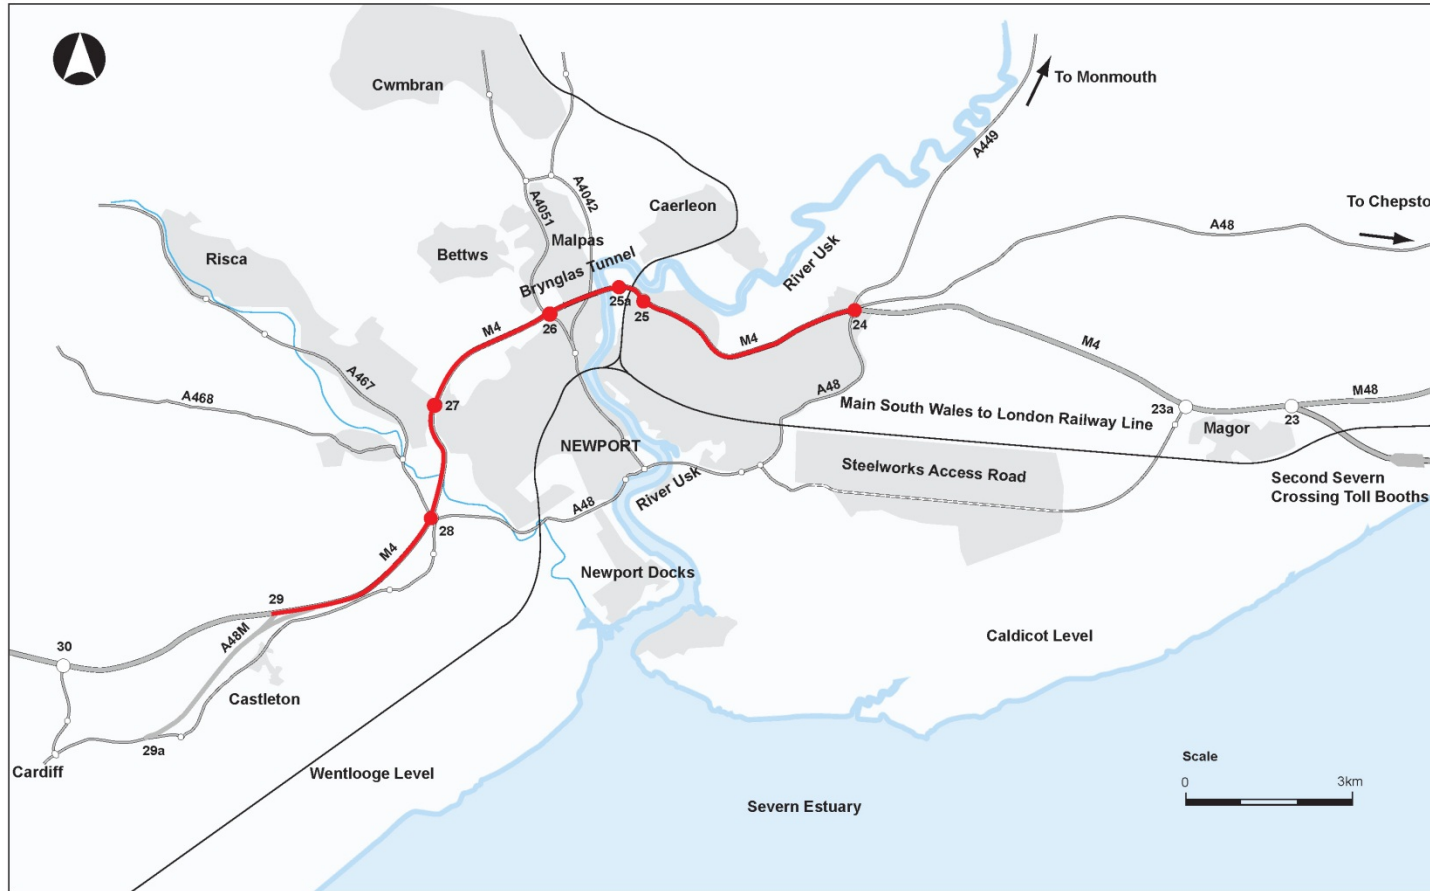 Cwmbran
To Monmouth
A449
A4051
A4042
Caerleon
To Chepsto
A48
Malpas
Risca
Bettws
Brynglas Tunnel
River Usk
25a
25
26
24
M4
M4
M4
A467
A468
27
A48
Main South Wales to London Railway Line
23a
M48
23
Magor
NEWPORT
Steelworks Access Road
River Usk
Second Severn
Crossing Toll Booths
A48
28
M4
Newport Docks
29
A48M
30
Caldicot Level
Castleton
29a
Cardiff
Wentlooge Level
Severn Estuary
Scale
0
3km